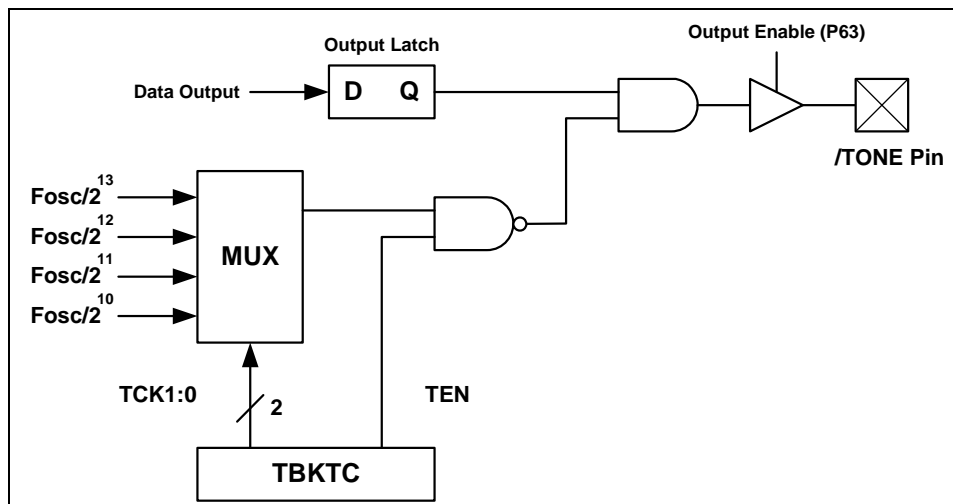 Output Enable (P63)
Output Latch
Data Output
D Q
/TONE Pin
Fosc/2^13
Fosc/2^12
Fosc/2^11
Fosc/2^10
MUX
TCK1:0
2
TEN
TBKTC